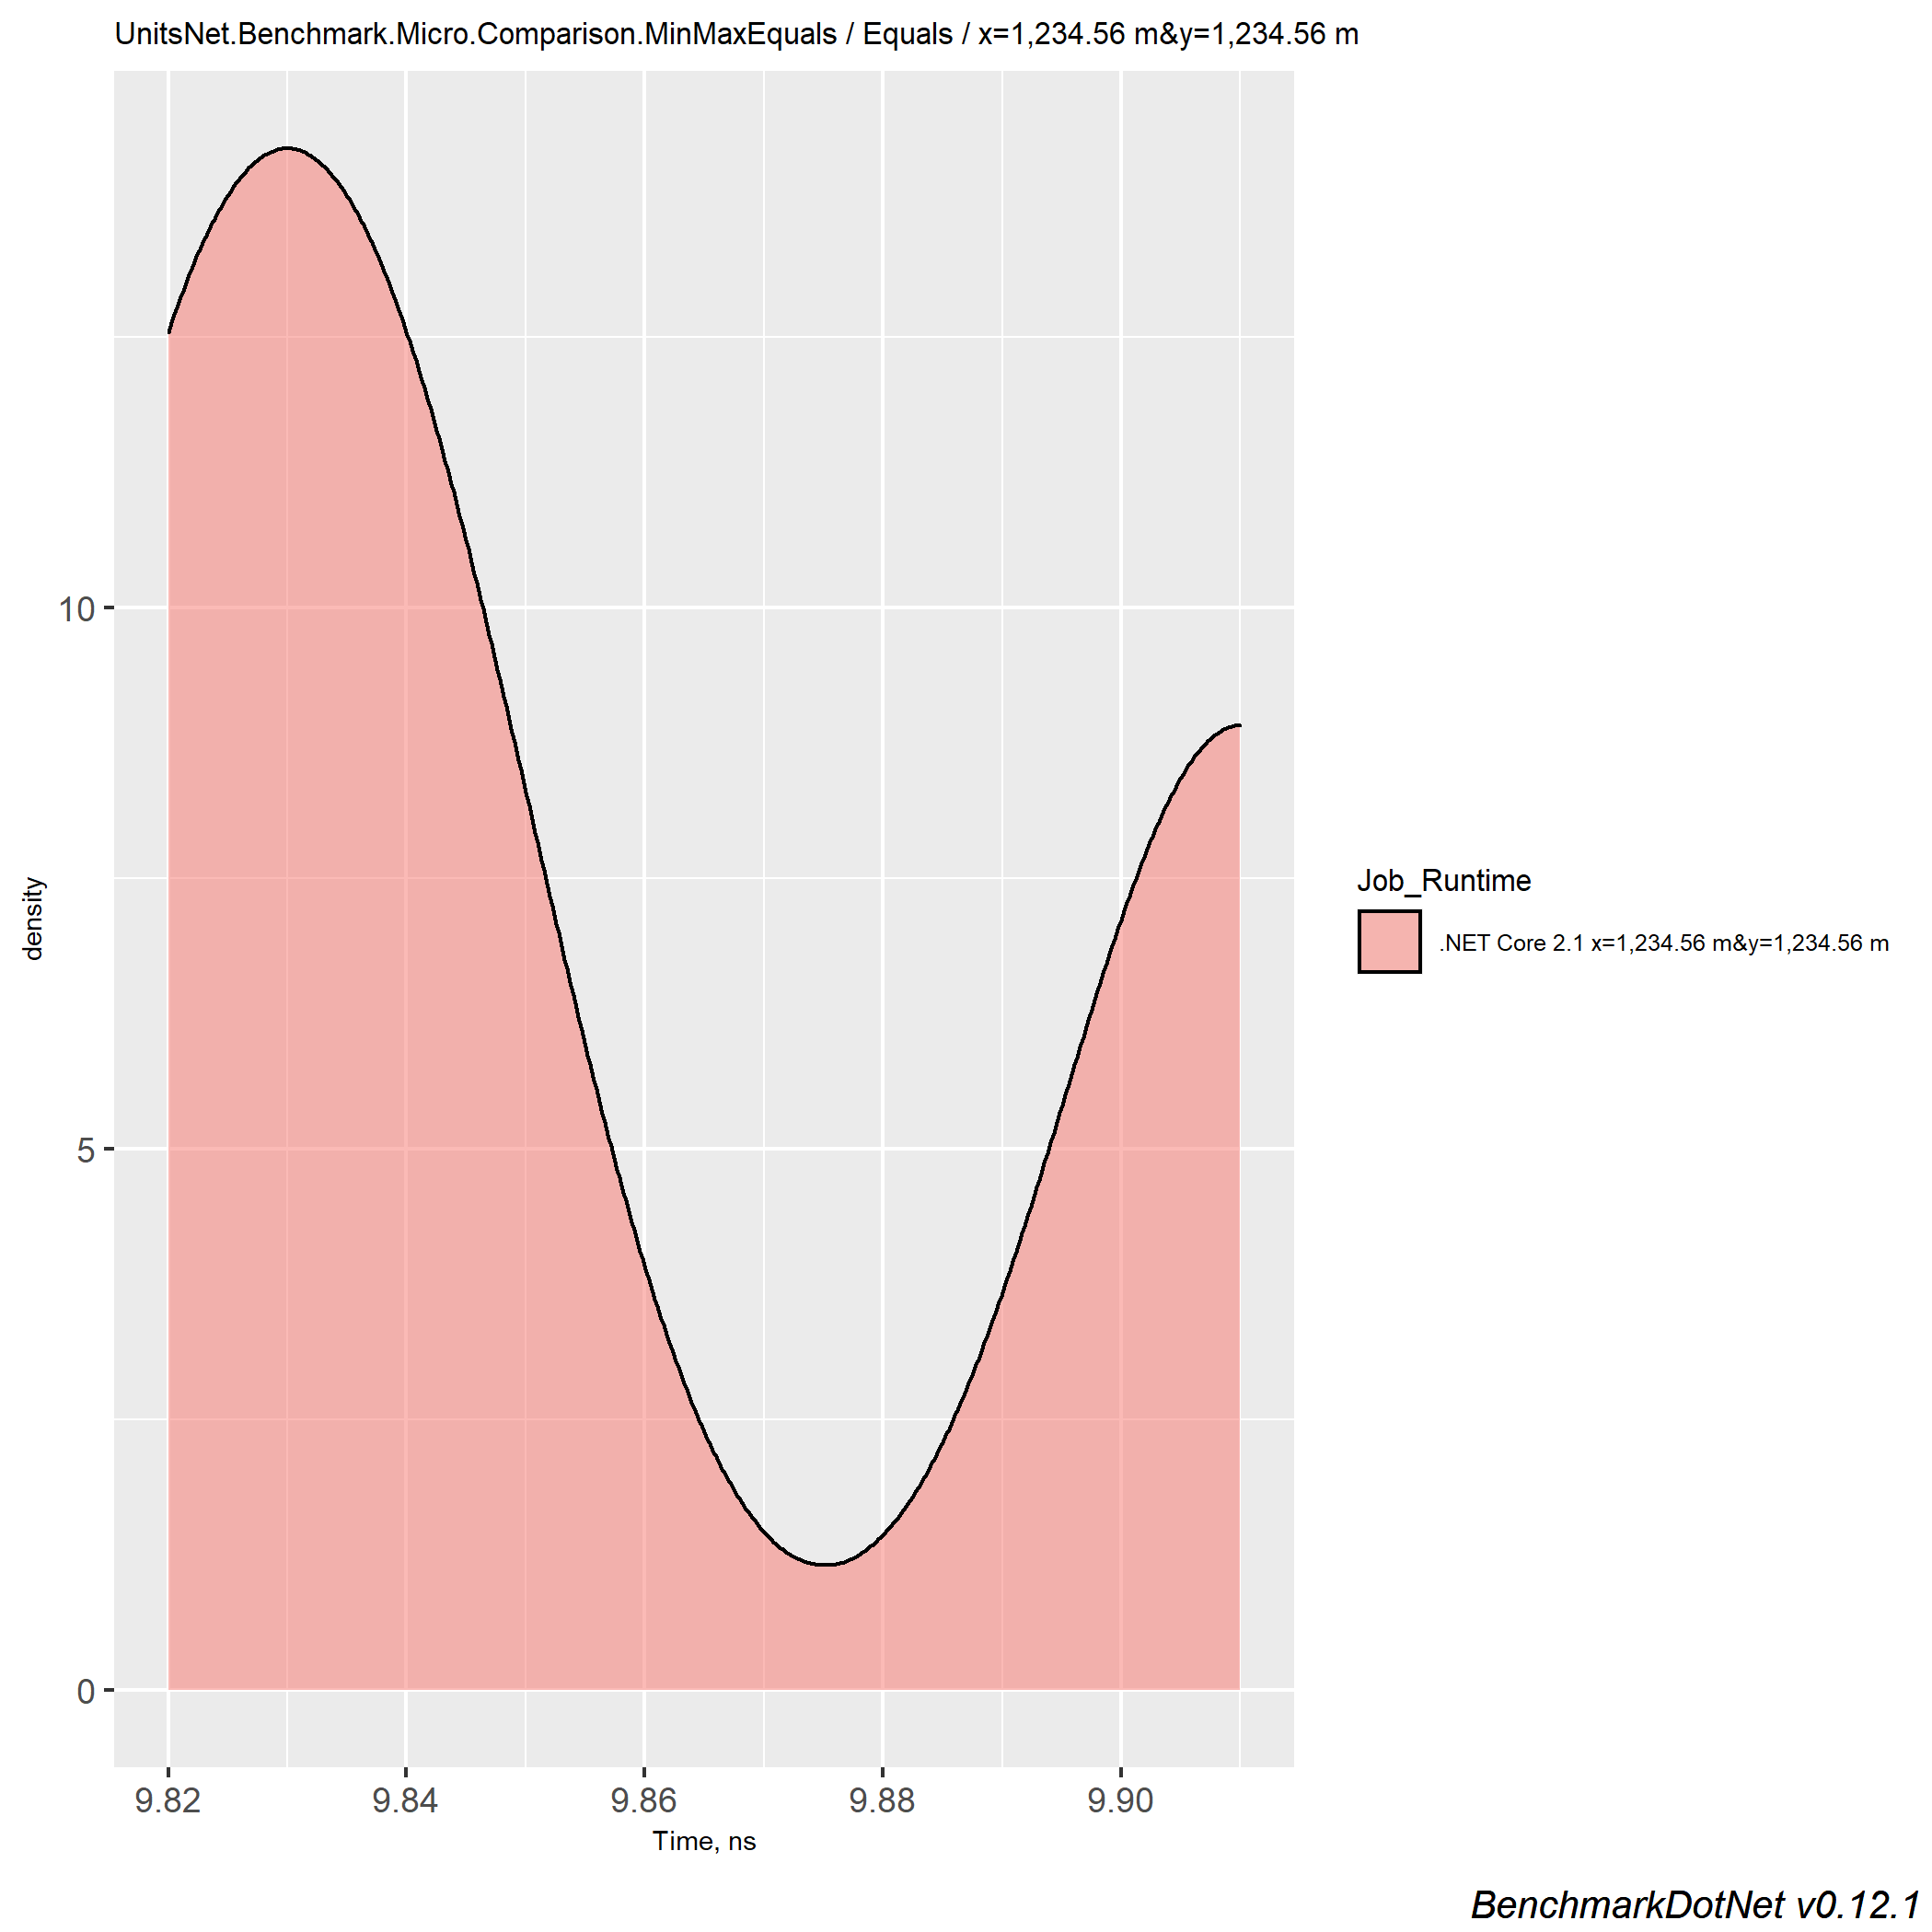 UnitsNet.Benchmark.Micro.Comparison.MinMaxEquals / Equals / x=1,234.56 m&y=1,234.56 m
10
5
0
density
9.82 9.84 9.86 9.88 9.90
Time, ns
Job_Runtime
.NET Core 2.1 x=1,234.56 m&y=1,234.56 m
BenchmarkDotNet v0.12.1